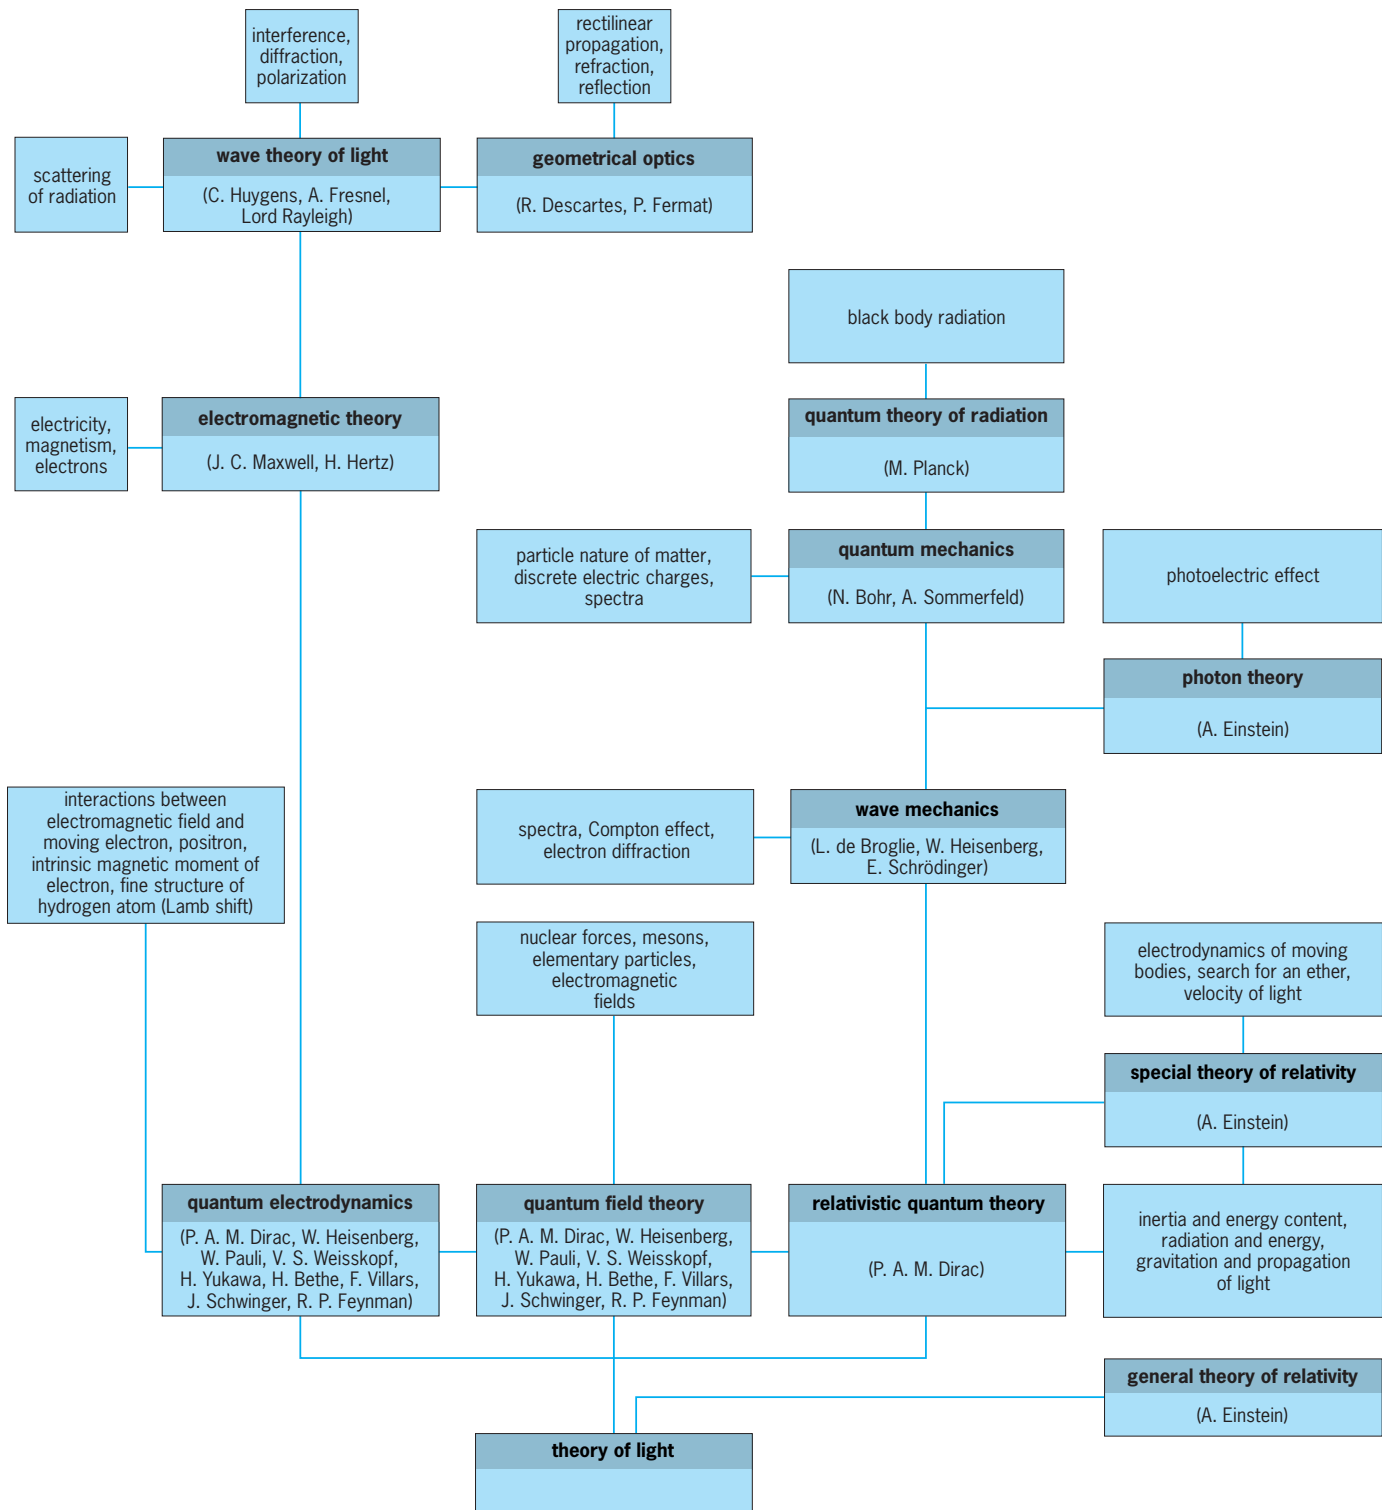 interference,
diffraction,
polarization
rectilinear
propagation,
refraction,
reflection
scattering
of radiation
wave theory of light
(C. Huygens, A. Fresnel,
Lord Rayleigh)
geometrical optics
(R. Descartes, P. Fermat)
black body radiation
electricity,
magnetism,
electrons
electromagnetic theory
(J. C. Maxwell, H. Hertz)
quantum theory of radiation
(M. Planck)
particle nature of matter,
discrete electric charges,
spectra
quantum mechanics
(N. Bohr, A. Sommerfeld)
photoelectric effect
photon theory
(A. Einstein)
interactions between
electromagnetic field and
moving electron, positron,
intrinsic magnetic moment of
electron, fine structure of
hydrogen atom (Lamb shift)
spectra, Compton effect,
electron diffraction
wave mechanics
(L. de Broglie, W. Heisenberg,
E. Schrödinger)
nuclear forces, mesons,
elementary particles,
electromagnetic
fields
electrodynamics of moving
bodies, search for an ether,
velocity of light
special theory of relativity
(A. Einstein)
quantum electrodynamics
(P. A. M. Dirac, W. Heisenberg,
W. Pauli, V. S. Weisskopf,
H. Yukawa, H. Bethe, F. Villars,
J. Schwinger, R. P. Feynman)
quantum field theory
(P. A. M. Dirac, W. Heisenberg,
W. Pauli, V. S. Weisskopf,
H. Yukawa, H. Bethe, F. Villars,
J. Schwinger, R. P. Feynman)
relativistic quantum theory
(P. A. M. Dirac)
inertia and energy content,
radiation and energy,
gravitation and propagation
of light
general theory of relativity
(A. Einstein)
theory of light